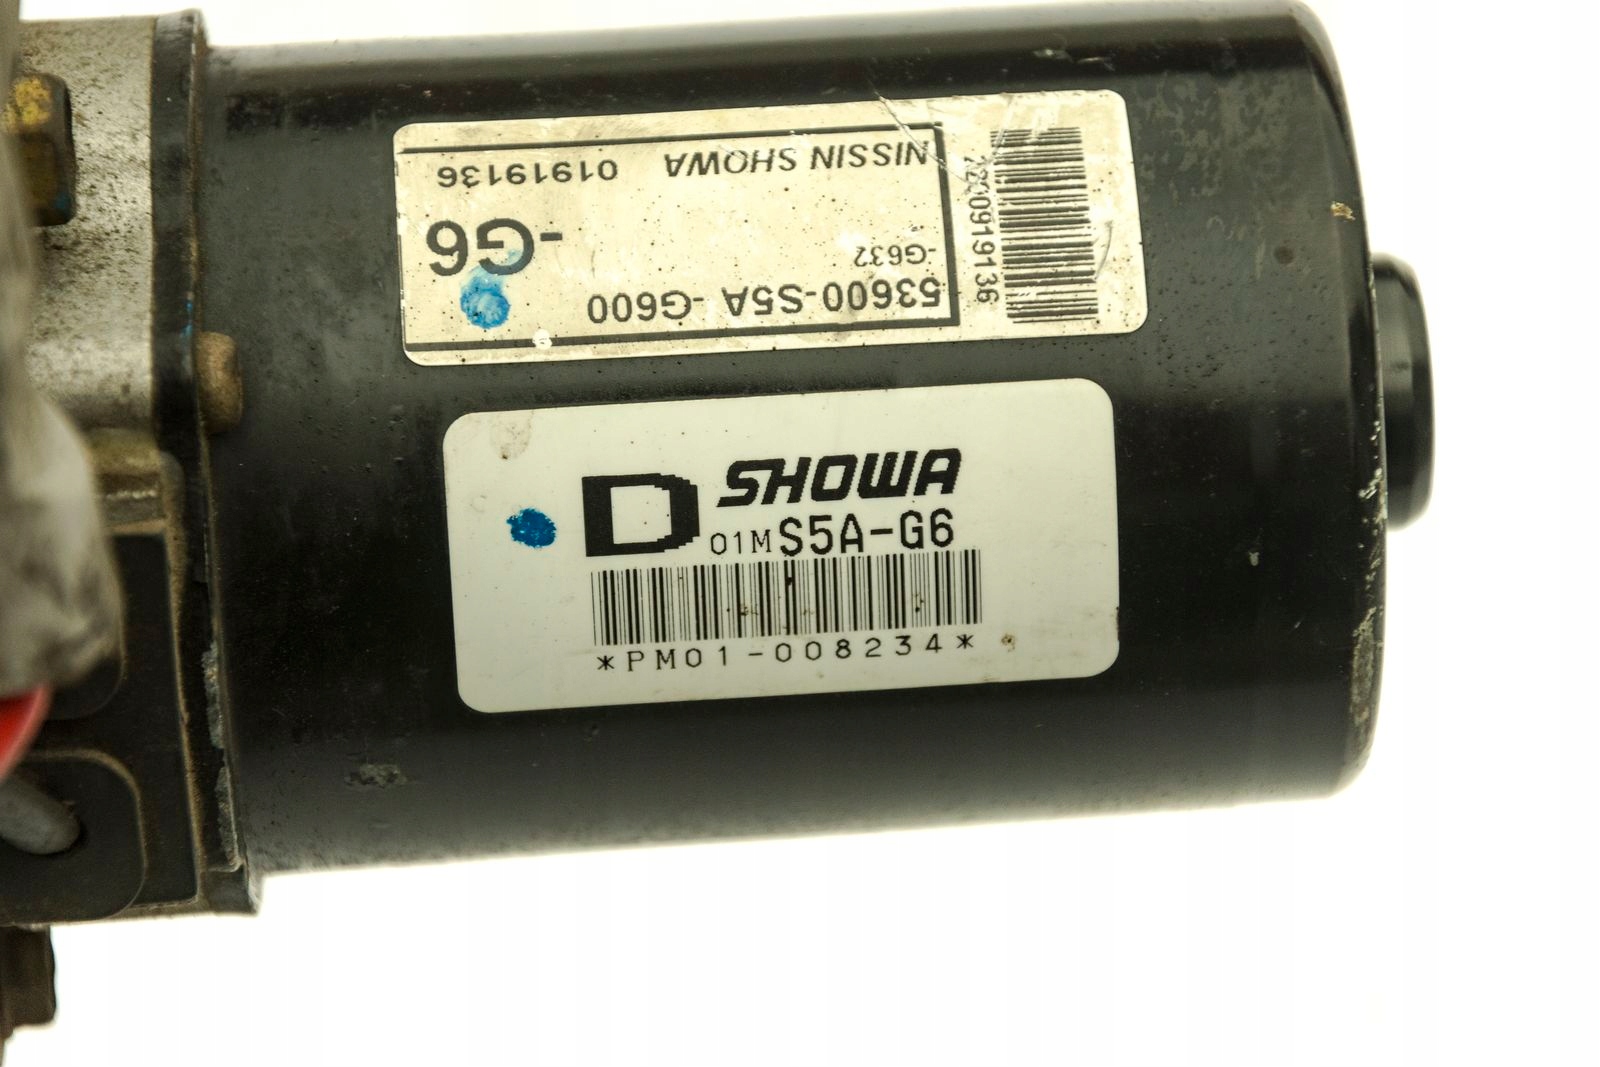 53600-S5A -G600
-G632
-G6
NISSIN SHOWA 01919136
D SHOWA
01M S5A-G6
*PM01-008234*